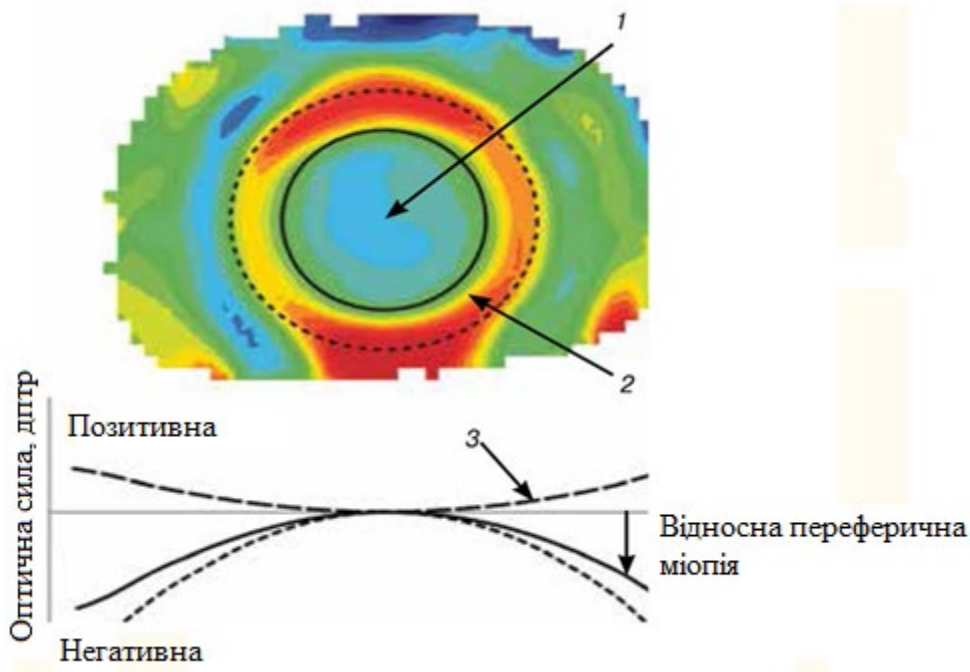 1
2
Оптична сила, дптр
Позитивна
3
Відносна переферична
міопія
Негативна